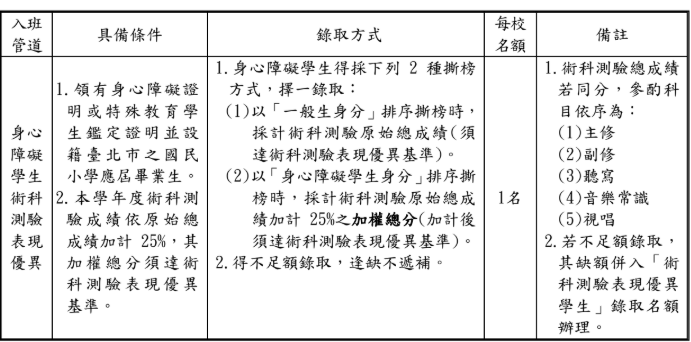 入班管道
具備條件
錄取方式
每校名額
備註
身心
障礙
學生
術科
測驗
表現
優異
1.領有身心障礙證
明或特殊教育學
生鑑定證明並設
籍臺北市之國民
小學應屆畢業生。
2.本學年度術科測
驗成績依原始總
成績加計 25%,其
加權總分須達術
科測驗表現優異
基準。
1.身心障礙學生得採下列 2 種撕榜
方式,擇一錄取:
(1)以「一般生身分」排序撕榜時,
採計術科測驗原始總成績(須
達術科測驗表現優異基準)。
(2)以「身心障礙學生身分」排序撕
榜時,採計術科測驗原始總成
績加計 25%之加權總分(加計後
須達術科測驗表現優異基準)。
2.得不足額錄取,逢缺不遞補。
1名
1.術科測驗總成績
若同分,參酌科
目依序為:
(1)主修
(2)副修
(3)聽寫
(4)音樂常識
(5)視唱
2.若不足額錄取,
其缺額併入「術
科測驗表現優異
學生」錄取名額
辦理。